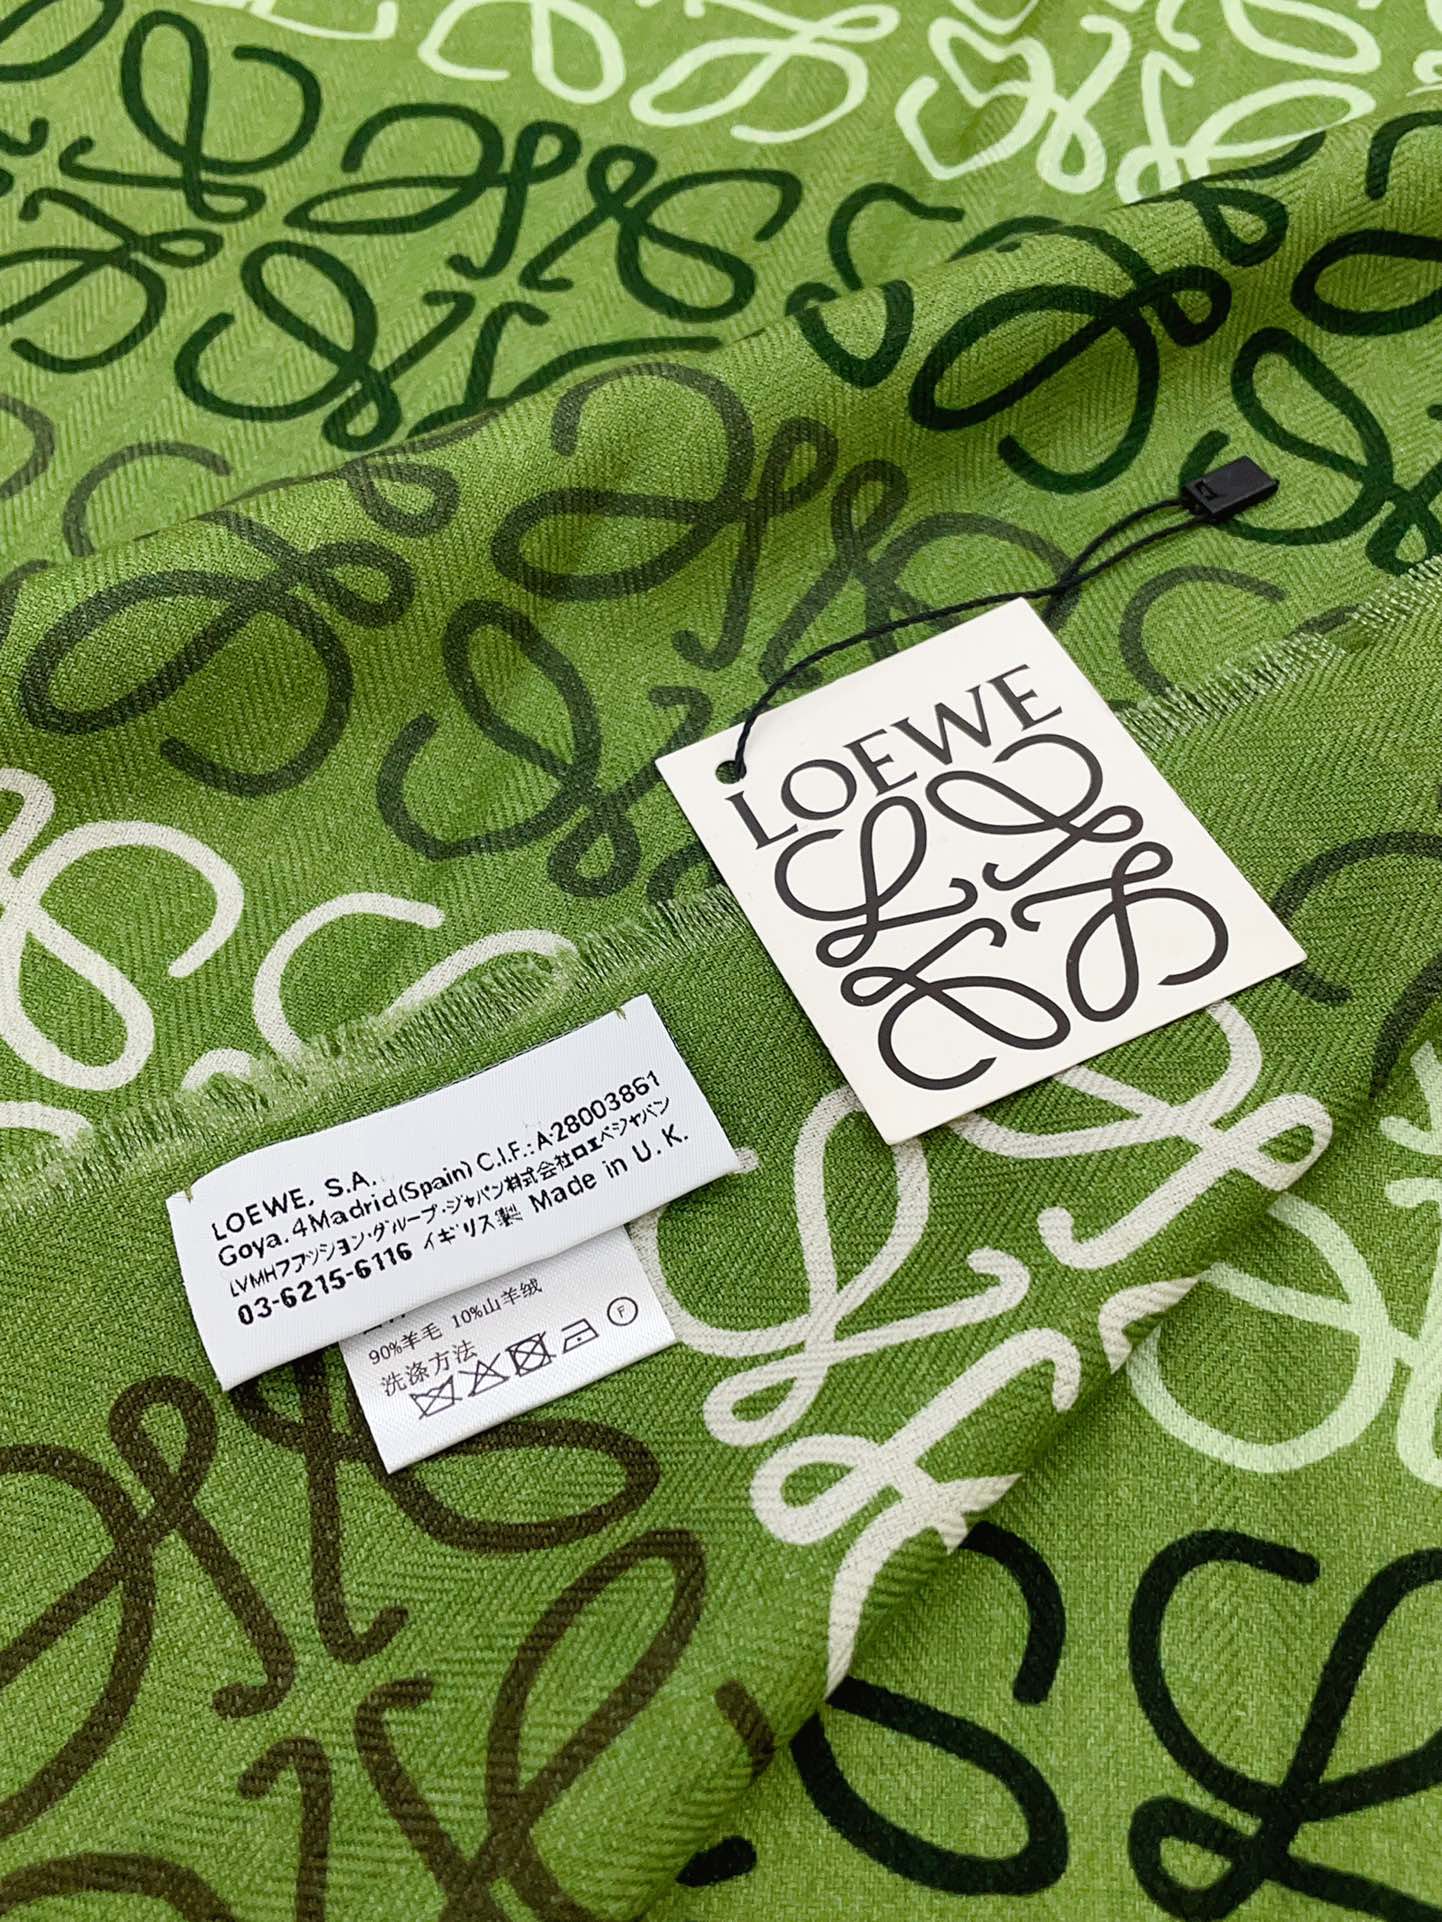 LOEWE
LOEWE, S.A.
Goya. 4 Madrid (Spain) C.I.F.: A-28003861
LVMHファッション・グループ・ジャパン株式会社ロエベジャパン
03-6215-6116 イギリス製 Made in U. K.
90%羊毛 10%山羊绒
洗涤方法
F